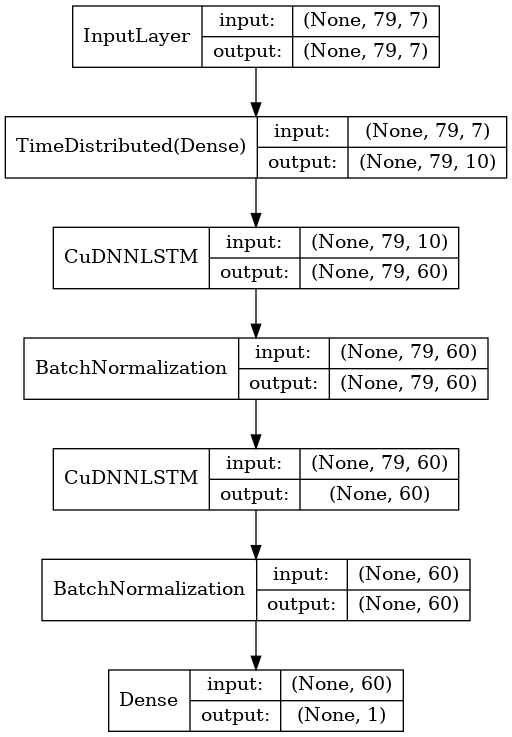 InputLayer
input: (None, 79, 7)
output: (None, 79, 7)
TimeDistributed(Dense)
input: (None, 79, 7)
output: (None, 79, 10)
CuDNNLSTM
input: (None, 79, 10)
output: (None, 79, 60)
BatchNormalization
input: (None, 79, 60)
output: (None, 79, 60)
CuDNNLSTM
input: (None, 79, 60)
output: (None, 60)
BatchNormalization
input: (None, 60)
output: (None, 60)
Dense
input: (None, 60)
output: (None, 1)